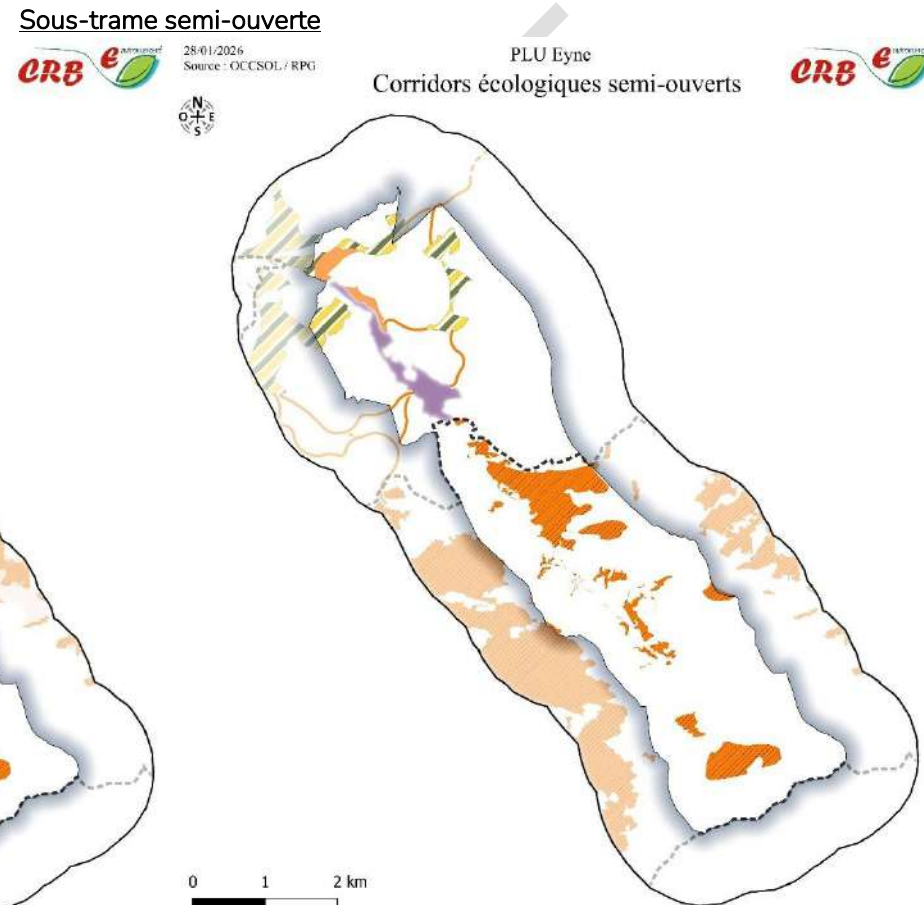 Sous-trame semi-ouverte
CRB e
28/01/2026
Source : OCCSOL / RPG
PLU Eyne
Corridors écologiques semi-ouverts
CRB e
N
O E
S
0 1 2 km